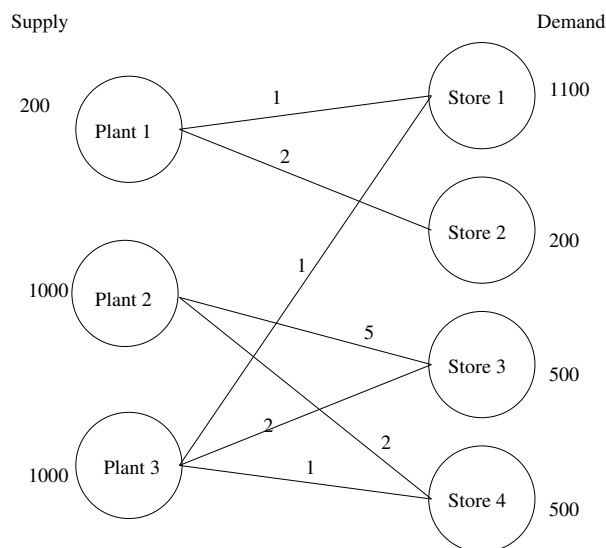 Supply
Demand
200
Plant 1
1
Store 1
1100
2
Store 2
200
1000
Plant 2
1
5
Store 3
500
2
2
1000
Plant 3
1
Store 4
500